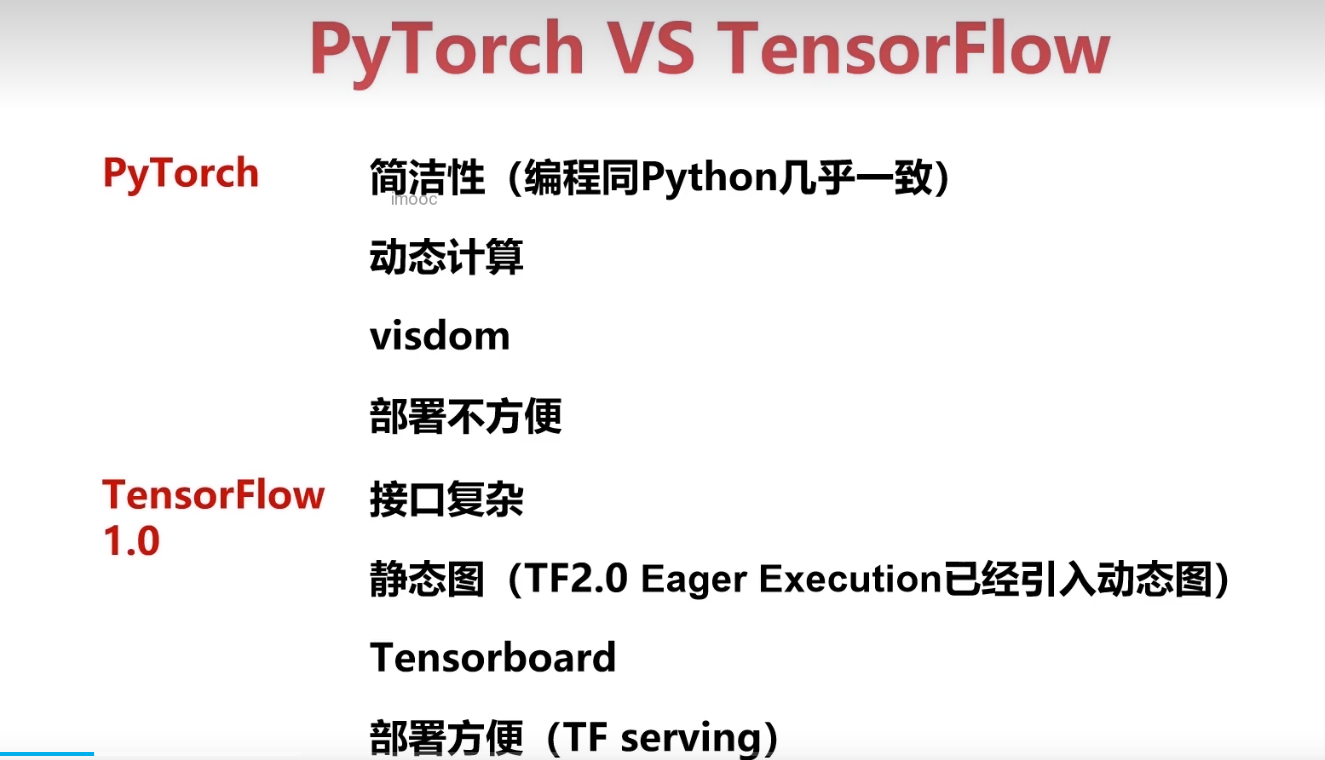 PyTorch VS TensorFlow
PyTorch
简洁性（编程同Python几乎一致）
imooc
动态计算
visdom
部署不方便
TensorFlow
1.0
接口复杂
静态图（TF2.0 Eager Execution已经引入动态图）
Tensorboard
部署方便（TF serving）